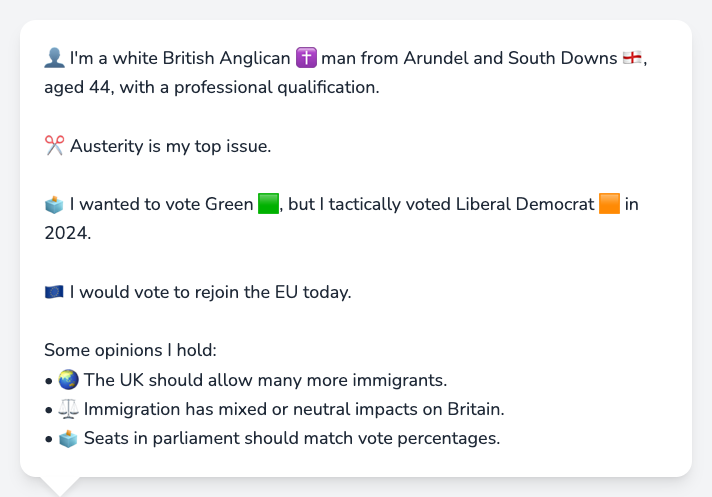 👤 I'm a white British Anglican ✝️ man from Arundel and South Downs 🏴󠁧󠁢󠁥󠁮󠁧󠁿,
aged 44, with a professional qualification.
✂️ Austerity is my top issue.
🗳️ I wanted to vote Green 🟩, but I tactically voted Liberal Democrat 🟧 in
2024.
🇪🇺 I would vote to rejoin the EU today.
Some opinions I hold:
• 🌏 The UK should allow many more immigrants.
• ⚖️ Immigration has mixed or neutral impacts on Britain.
• 🗳️ Seats in parliament should match vote percentages.